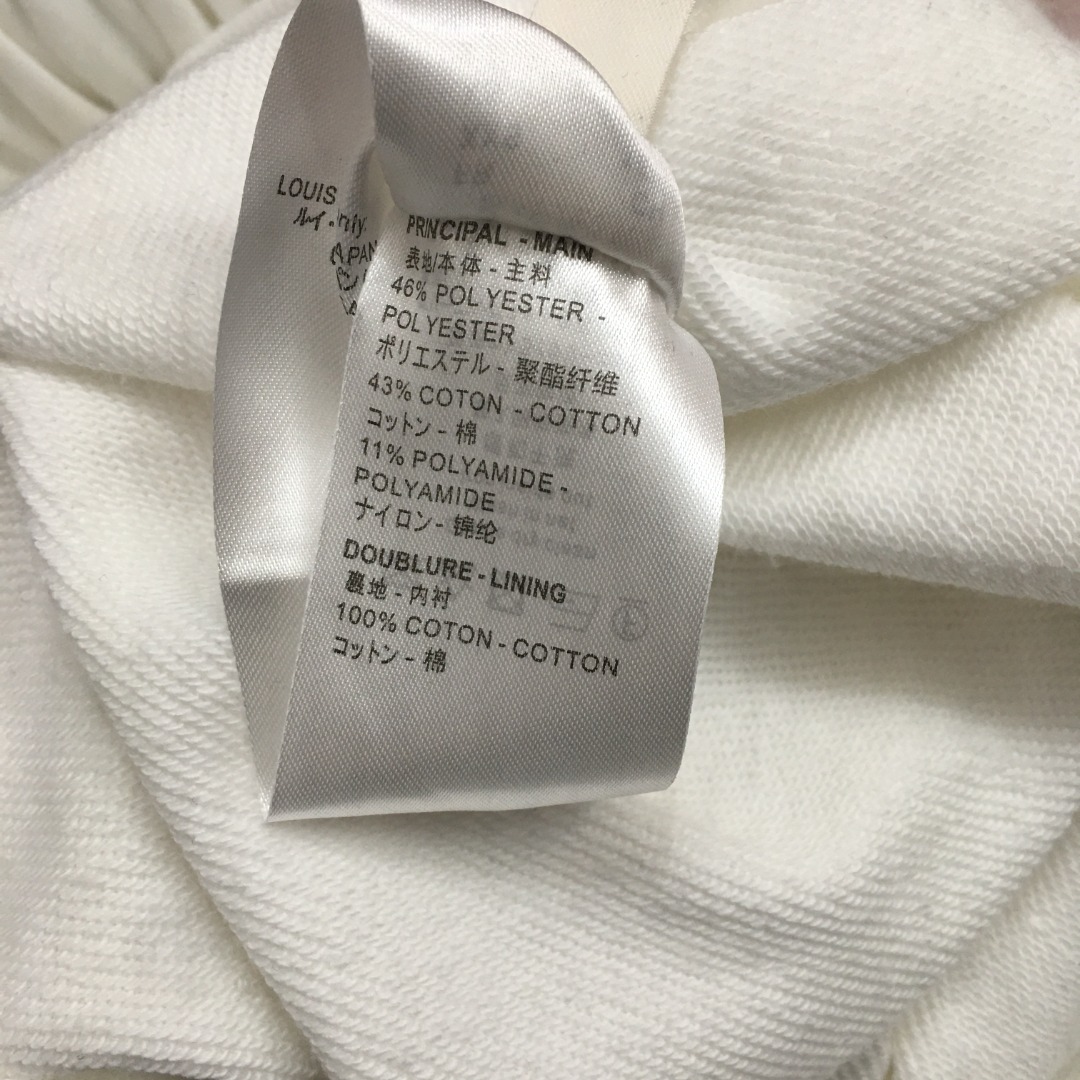 LOUIS
ルイ・
PRINCIPAL - MAIN
表地/本体 - 主料
46% POLYESTER -
POLYESTER
ポリエステル - 聚酯纤维
43% COTON - COTTON
コットン - 棉
11% POLYAMIDE -
POLYAMIDE
ナイロン - 锦纶
DOUBLURE - LINING
裏地 - 内衬
100% COTON - COTTON
コットン - 棉